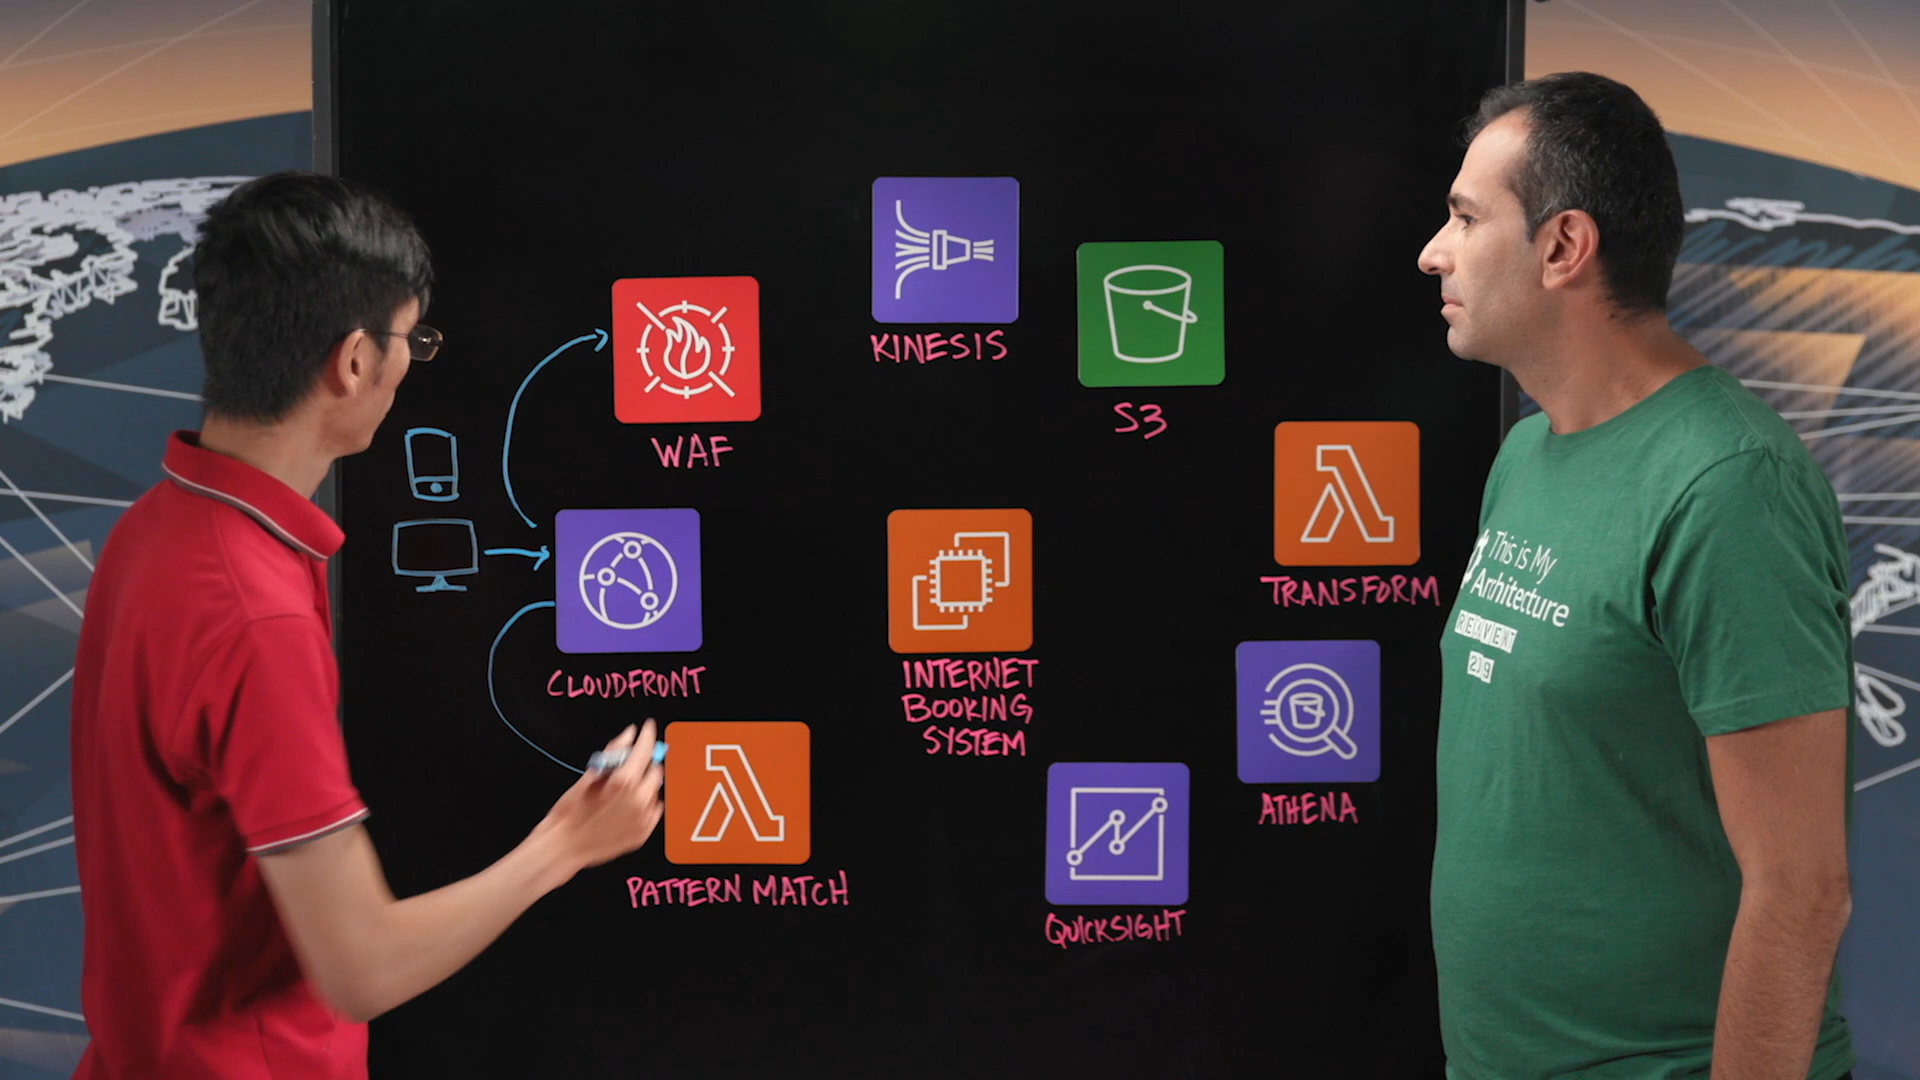 KINESIS
S3
WAF
TRANSFORM
CLOUDFRONT
INTERNET
BOOKING
SYSTEM
ATHENA
PATTERN MATCH
QUICKSIGHT
This is My
Architecture